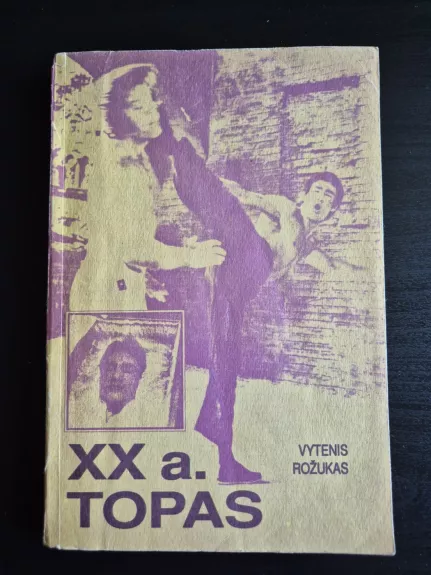 XX a.
TOPAS
VYTENIS
ROŽUKAS